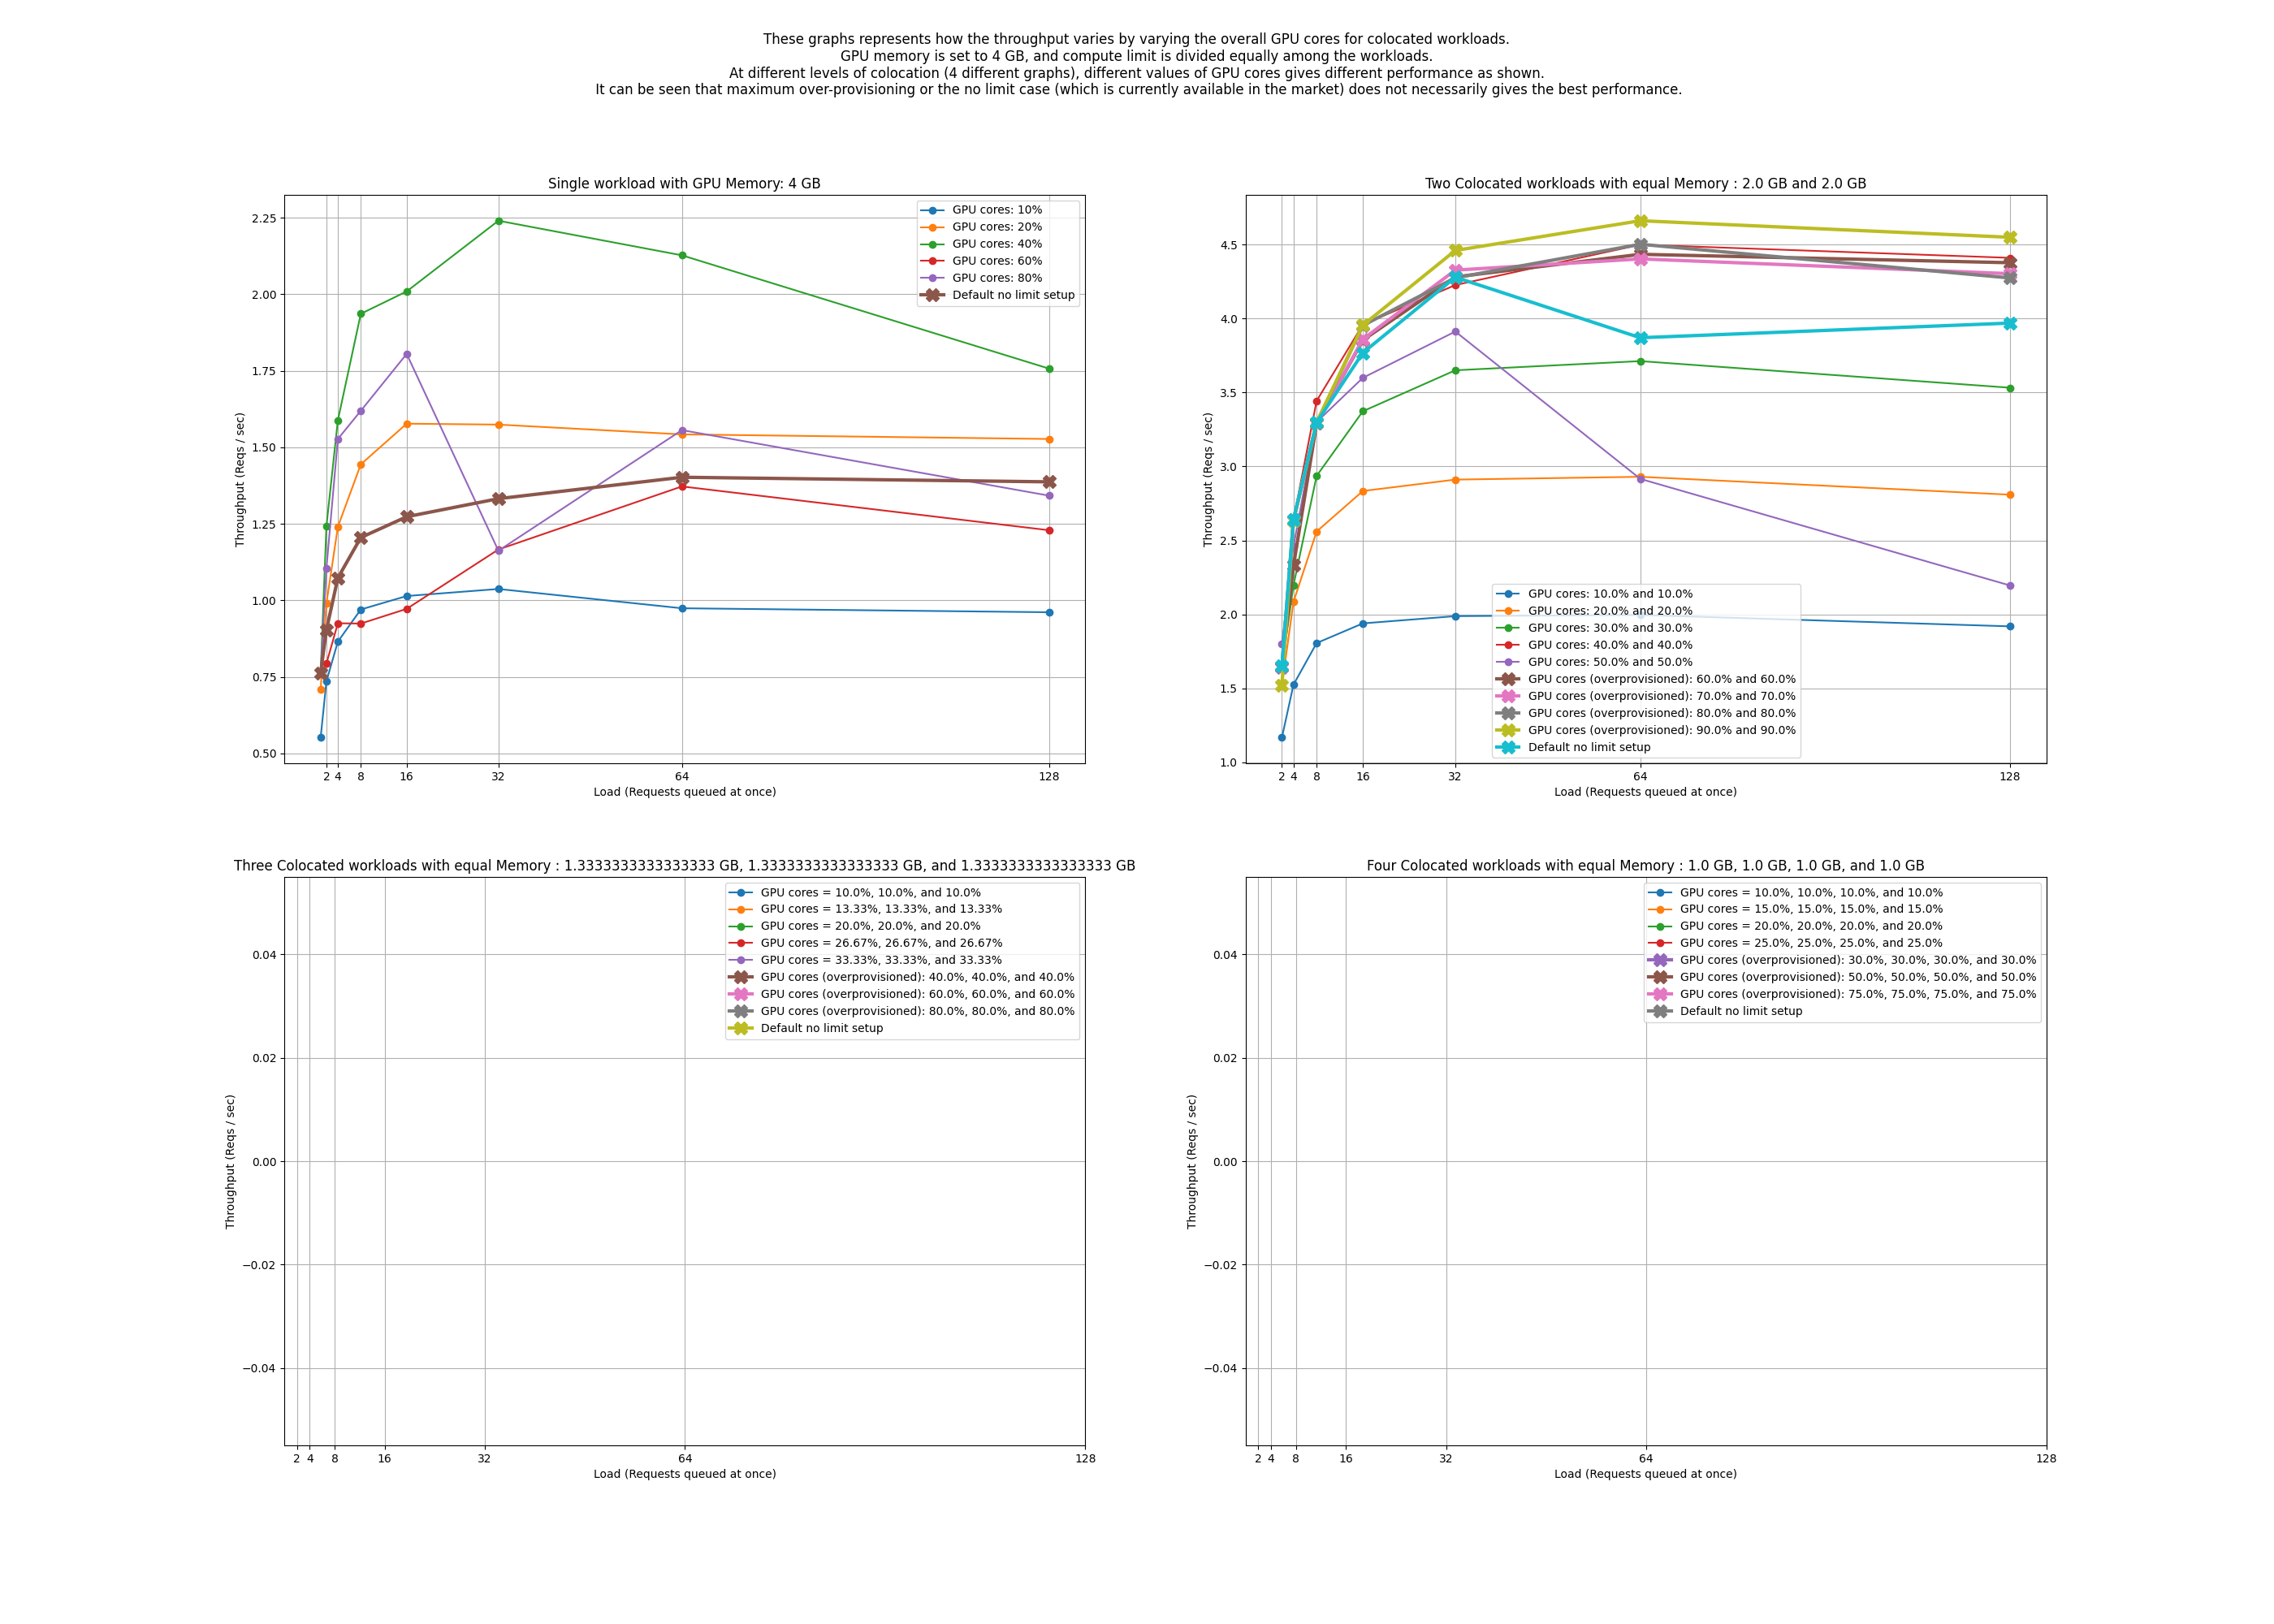 These graphs represents how the throughput varies by varying the overall GPU cores for colocated workloads.
GPU memory is set to 4 GB, and compute limit is divided equally among the workloads.
At different levels of colocation (4 different graphs), different values of GPU cores gives different performance as shown.
It can be seen that maximum over-provisioning or the no limit case (which is currently available in the market) does not necessarily gives the best performance.
Single workload with GPU Memory: 4 GB
2.25
2.00
1.75
1.50
1.25
1.00
0.75
0.50
Throughput (Reqs / sec)
GPU cores: 10%
GPU cores: 20%
GPU cores: 40%
GPU cores: 60%
GPU cores: 80%
Default no limit setup
2 4 8 16 32 64 128
Load (Requests queued at once)
Two Colocated workloads with equal Memory : 2.0 GB and 2.0 GB
4.5
4.0
3.5
3.0
2.5
2.0
1.5
1.0
Throughput (Reqs / sec)
GPU cores: 10.0% and 10.0%
GPU cores: 20.0% and 20.0%
GPU cores: 30.0% and 30.0%
GPU cores: 40.0% and 40.0%
GPU cores: 50.0% and 50.0%
GPU cores (overprovisioned): 60.0% and 60.0%
GPU cores (overprovisioned): 70.0% and 70.0%
GPU cores (overprovisioned): 80.0% and 80.0%
GPU cores (overprovisioned): 90.0% and 90.0%
Default no limit setup
2 4 8 16 32 64 128
Load (Requests queued at once)
Three Colocated workloads with equal Memory : 1.3333333333333333 GB, 1.3333333333333333 GB, and 1.3333333333333333 GB
0.04
0.02
0.00
−0.02
−0.04
Throughput (Reqs / sec)
GPU cores = 10.0%, 10.0%, and 10.0%
GPU cores = 13.33%, 13.33%, and 13.33%
GPU cores = 20.0%, 20.0%, and 20.0%
GPU cores = 26.67%, 26.67%, and 26.67%
GPU cores = 33.33%, 33.33%, and 33.33%
GPU cores (overprovisioned): 40.0%, 40.0%, and 40.0%
GPU cores (overprovisioned): 60.0%, 60.0%, and 60.0%
GPU cores (overprovisioned): 80.0%, 80.0%, and 80.0%
Default no limit setup
2 4 8 16 32 64 128
Load (Requests queued at once)
Four Colocated workloads with equal Memory : 1.0 GB, 1.0 GB, 1.0 GB, and 1.0 GB
0.04
0.02
0.00
−0.02
−0.04
Throughput (Reqs / sec)
GPU cores = 10.0%, 10.0%, 10.0%, and 10.0%
GPU cores = 15.0%, 15.0%, 15.0%, and 15.0%
GPU cores = 20.0%, 20.0%, 20.0%, and 20.0%
GPU cores = 25.0%, 25.0%, 25.0%, and 25.0%
GPU cores (overprovisioned): 30.0%, 30.0%, 30.0%, and 30.0%
GPU cores (overprovisioned): 50.0%, 50.0%, 50.0%, and 50.0%
GPU cores (overprovisioned): 75.0%, 75.0%, 75.0%, and 75.0%
Default no limit setup
2 4 8 16 32 64 128
Load (Requests queued at once)